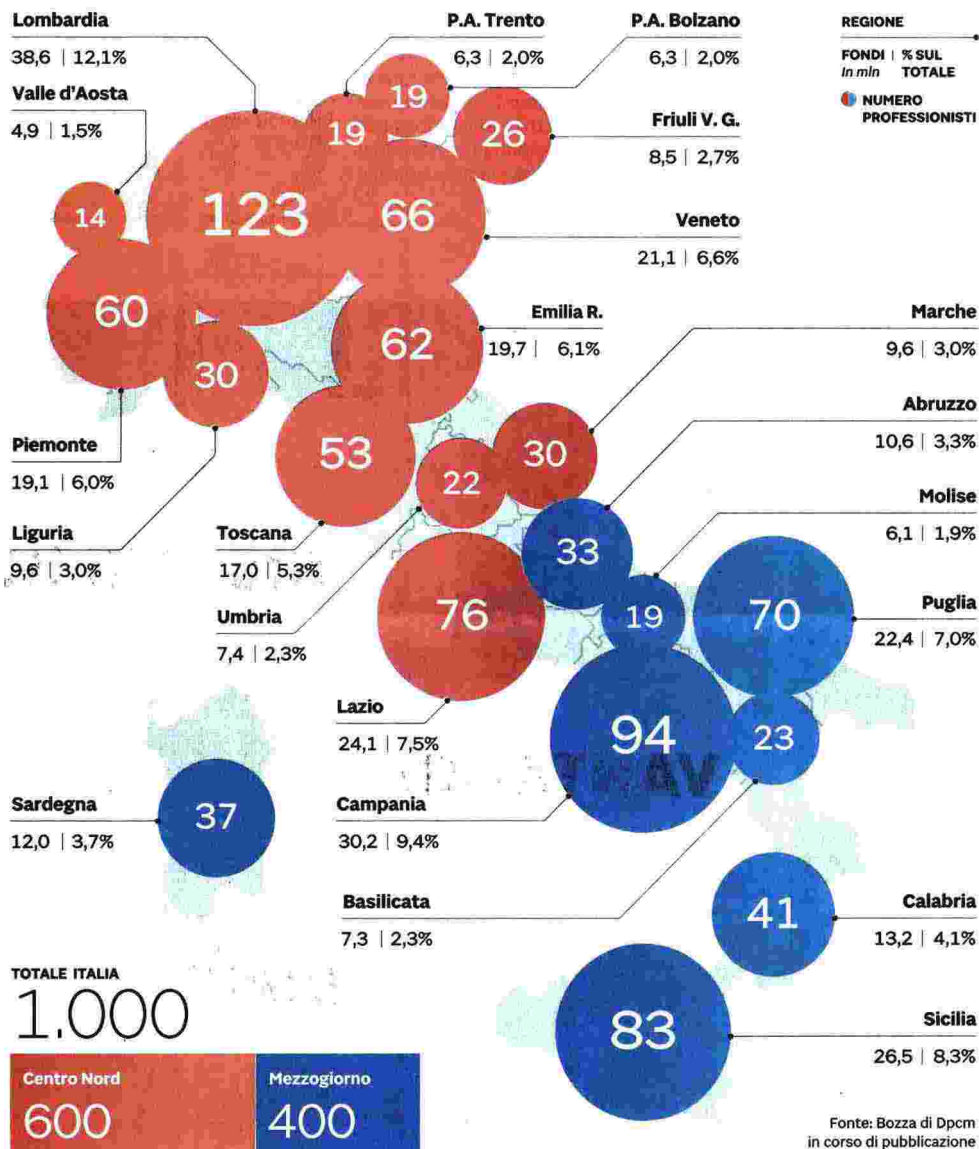 Lombardia
38,6 | 12,1%
P.A. Trento
6,3 | 2,0%
P.A. Bolzano
6,3 | 2,0%
REGIONE
FONDI | % SUL
In mln TOTALE
NUMERO
PROFESSIONISTI
Valle d'Aosta
4,9 | 1,5%
19
19
26
Friuli V. G.
8,5 | 2,7%
14
123
66
Veneto
21,1 | 6,6%
60
30
62
Emilia R.
19,7 | 6,1%
Marche
9,6 | 3,0%
Piemonte
19,1 | 6,0%
53
22
30
Abruzzo
10,6 | 3,3%
Liguria
9,6 | 3,0%
Toscana
17,0 | 5,3%
33
Molise
6,1 | 1,9%
Umbria
7,4 | 2,3%
76
19
70
Puglia
22,4 | 7,0%
Lazio
24,1 | 7,5%
94
23
Sardegna
12,0 | 3,7%
37
Campania
30,2 | 9,4%
Basilicata
7,3 | 2,3%
41
Calabria
13,2 | 4,1%
TOTALE ITALIA
1.000
83
Sicilia
26,5 | 8,3%
Centro Nord
600
Mezzogiorno
400
Fonte: Bozza di Dpcm
in corso di pubblicazione